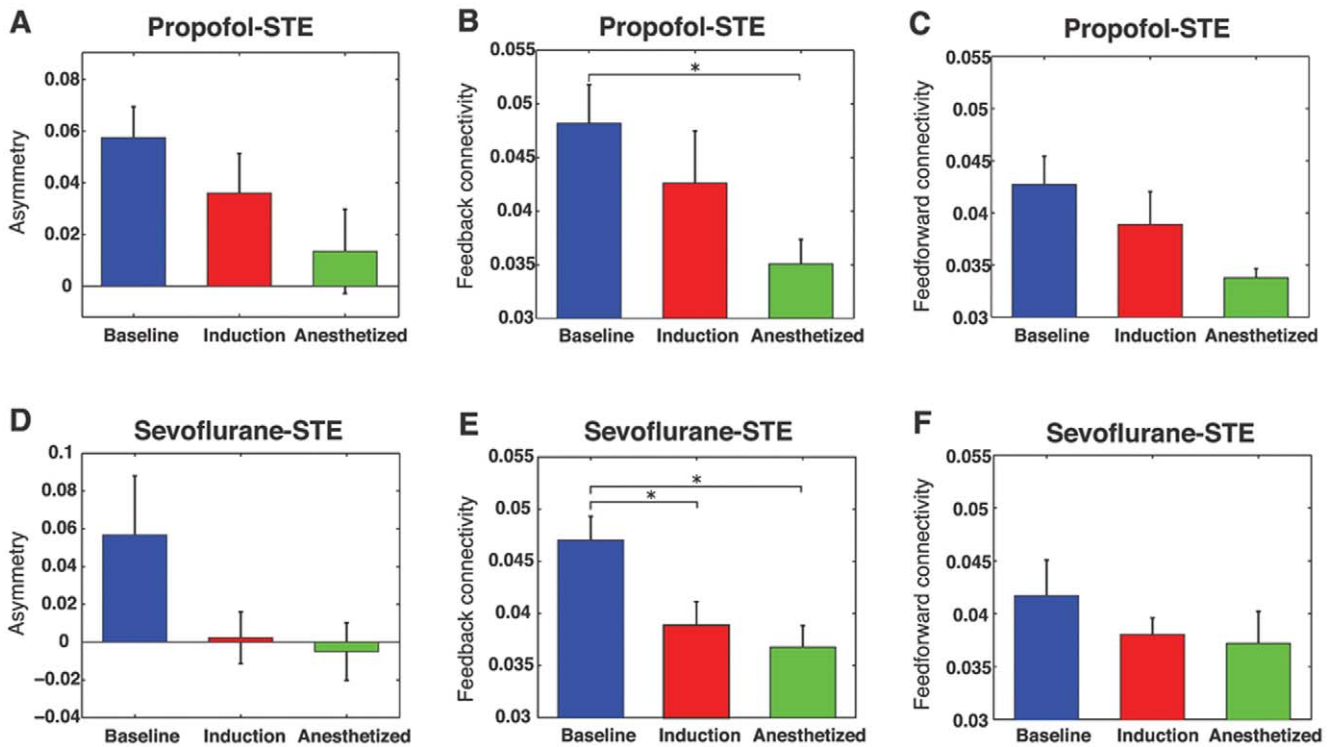 A
Propofol-STE
Asymmetry
0.08
0.06
0.04
0.02
0
Baseline Induction Anesthetized
B
Propofol-STE
Feedback connectivity
0.055
0.05
0.045
0.04
0.035
0.03
*
Baseline Induction Anesthetized
C
Propofol-STE
Feedforward connectivity
0.055
0.05
0.045
0.04
0.035
0.03
Baseline Induction Anesthetized
D
Sevoflurane-STE
Asymmetry
0.1
0.08
0.06
0.04
0.02
0
−0.02
−0.04
Baseline Induction Anesthetized
E
Sevoflurane-STE
Feedback connectivity
0.055
0.05
0.045
0.04
0.035
0.03
*
*
Baseline Induction Anesthetized
F
Sevoflurane-STE
Feedforward connectivity
0.055
0.05
0.045
0.04
0.035
0.03
Baseline Induction Anesthetized